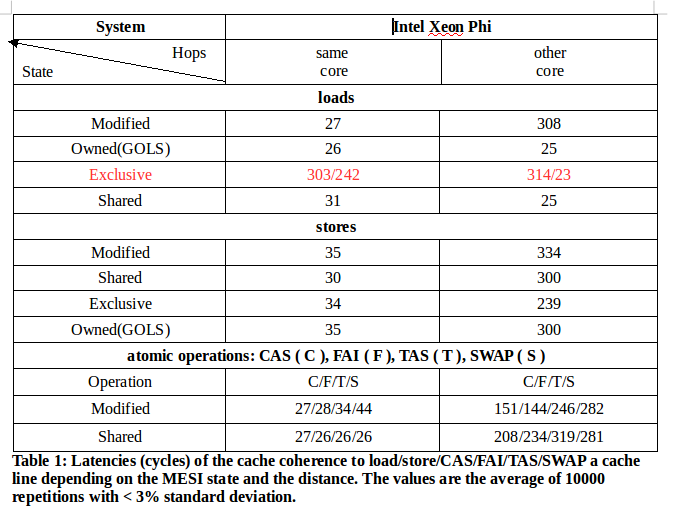 System Intel Xeon Phi
Hops same other
State core core
loads
Modified 27 308
Owned(GOLS) 26 25
Exclusive 303/242 314/23
Shared 31 25
stores
Modified 35 334
Shared 30 300
Exclusive 34 239
Owned(GOLS) 35 300
atomic operations: CAS ( C ), FAI ( F ), TAS ( T ), SWAP ( S )
Operation C/F/T/S C/F/T/S
Modified 27/28/34/44 151/144/246/282
Shared 27/26/26/26 208/234/319/281
Table 1: Latencies (cycles) of the cache coherence to load/store/CAS/FAI/TAS/SWAP a cache
line depending on the MESI state and the distance. The values are the average of 10000
repetitions with < 3% standard deviation.